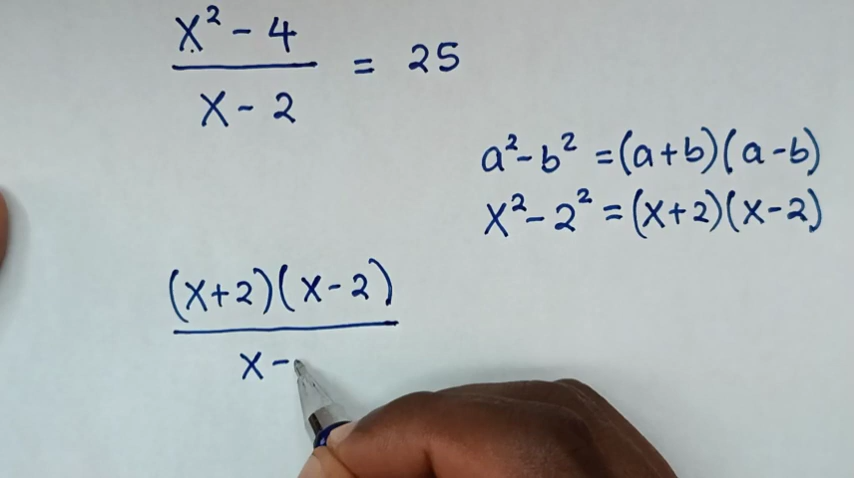 x² - 4
x - 2
= 25
a² - b² = (a + b)(a - b)
x² - 2² = (x + 2)(x - 2)
(x + 2)(x - 2)
x -